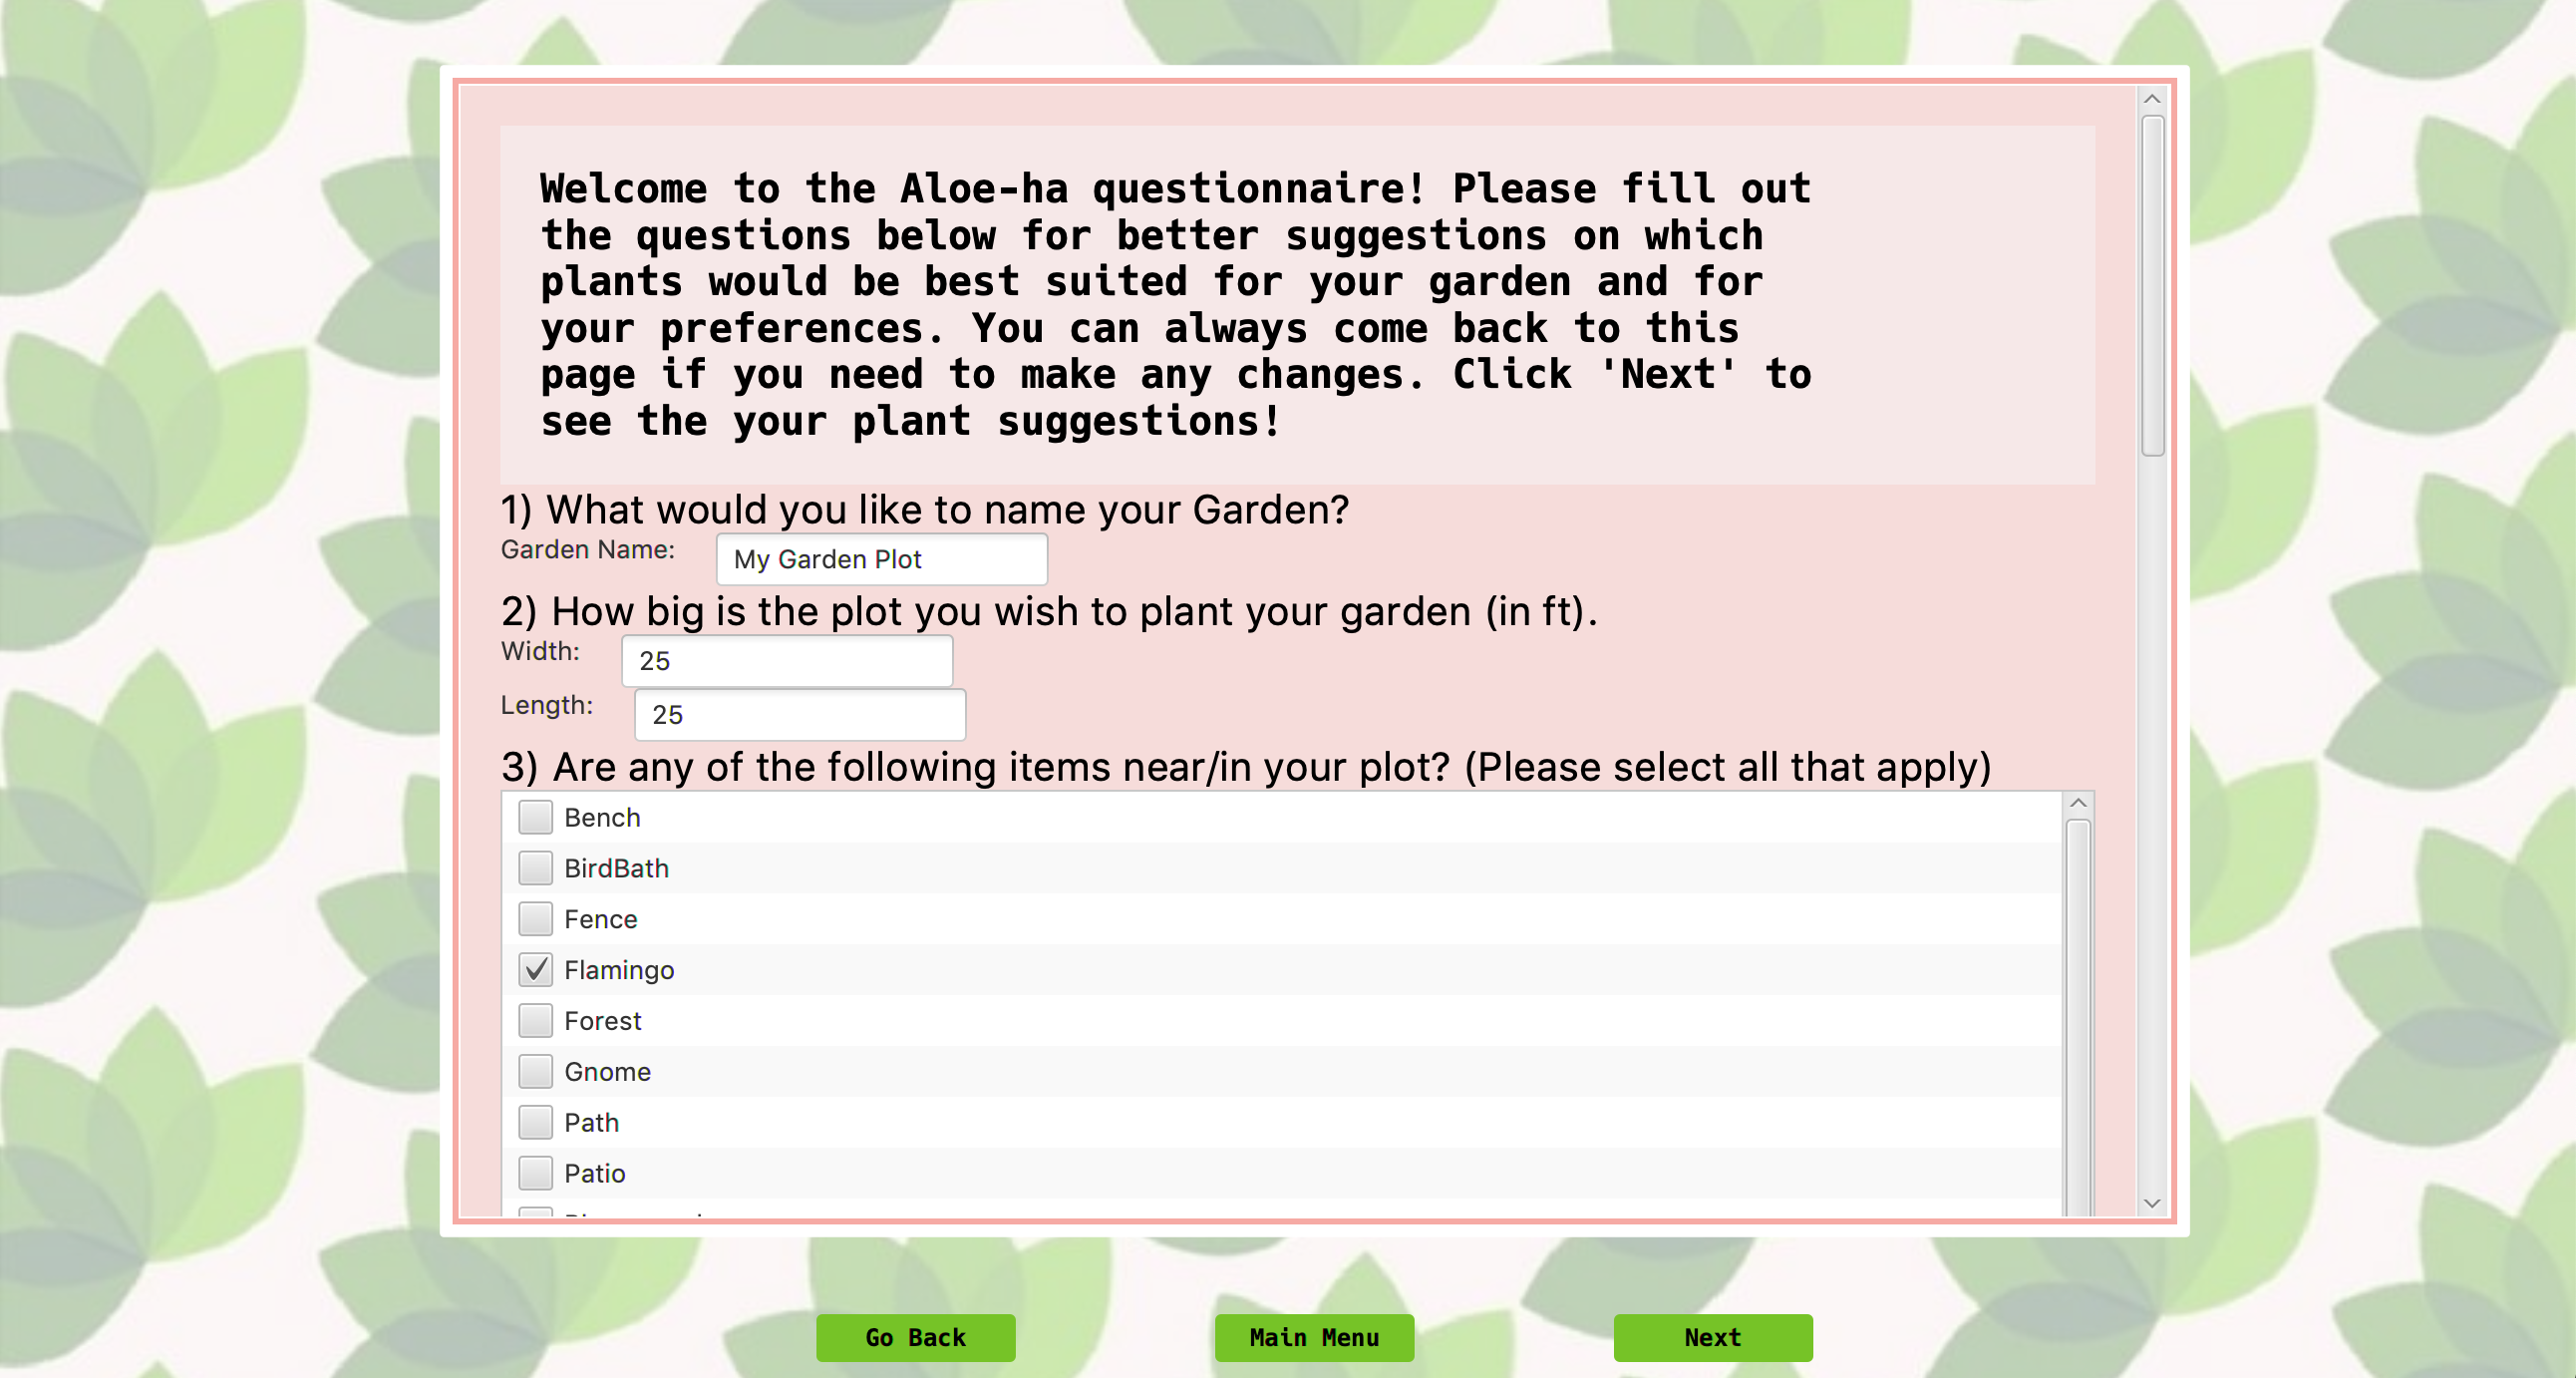 Welcome to the Aloe-ha questionnaire! Please fill out
the questions below for better suggestions on which
plants would be best suited for your garden and for
your preferences. You can always come back to this
page if you need to make any changes. Click 'Next' to
see the your plant suggestions!
1) What would you like to name your Garden?
Garden Name: My Garden Plot
2) How big is the plot you wish to plant your garden (in ft).
Width: 25
Length: 25
3) Are any of the following items near/in your plot? (Please select all that apply)
Bench
BirdBath
Fence
Flamingo
Forest
Gnome
Path
Patio
Go Back Main Menu Next